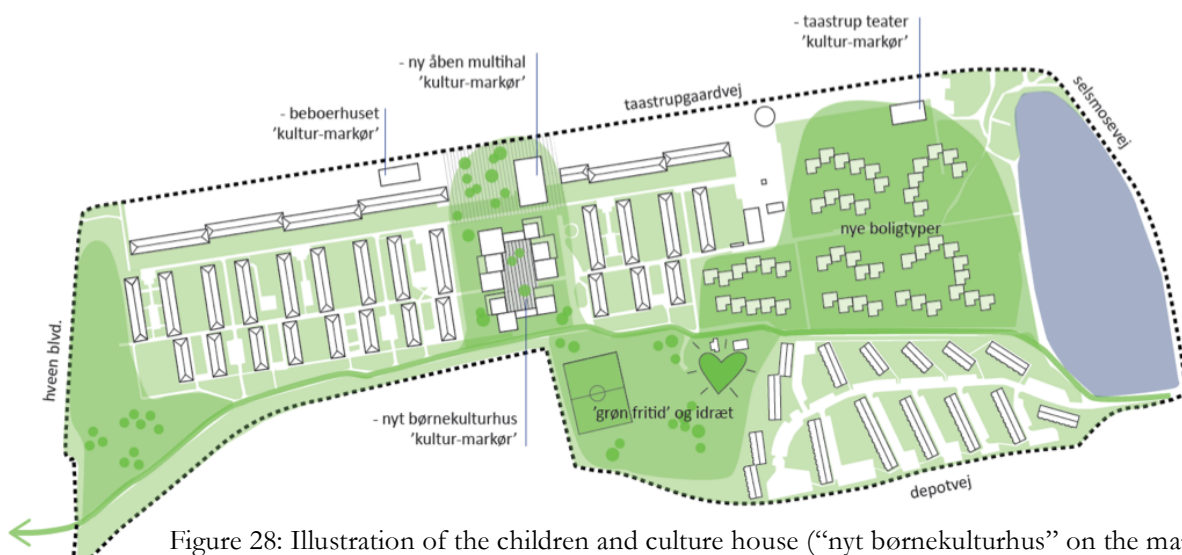 - taastrup teater
'kultur-markør'
- ny åben multihal
'kultur-markør'
- beboerhuset
'kultur-markør'
taastrupgaardvej
selsmosevej
nye boligtyper
hveen blvd.
- nyt børnekulturhus
'kultur-markør'
'grøn fritid' og idræt
depotvej
Figure 28: Illustration of the children and culture house (“nyt børnekulturhus” on the ma